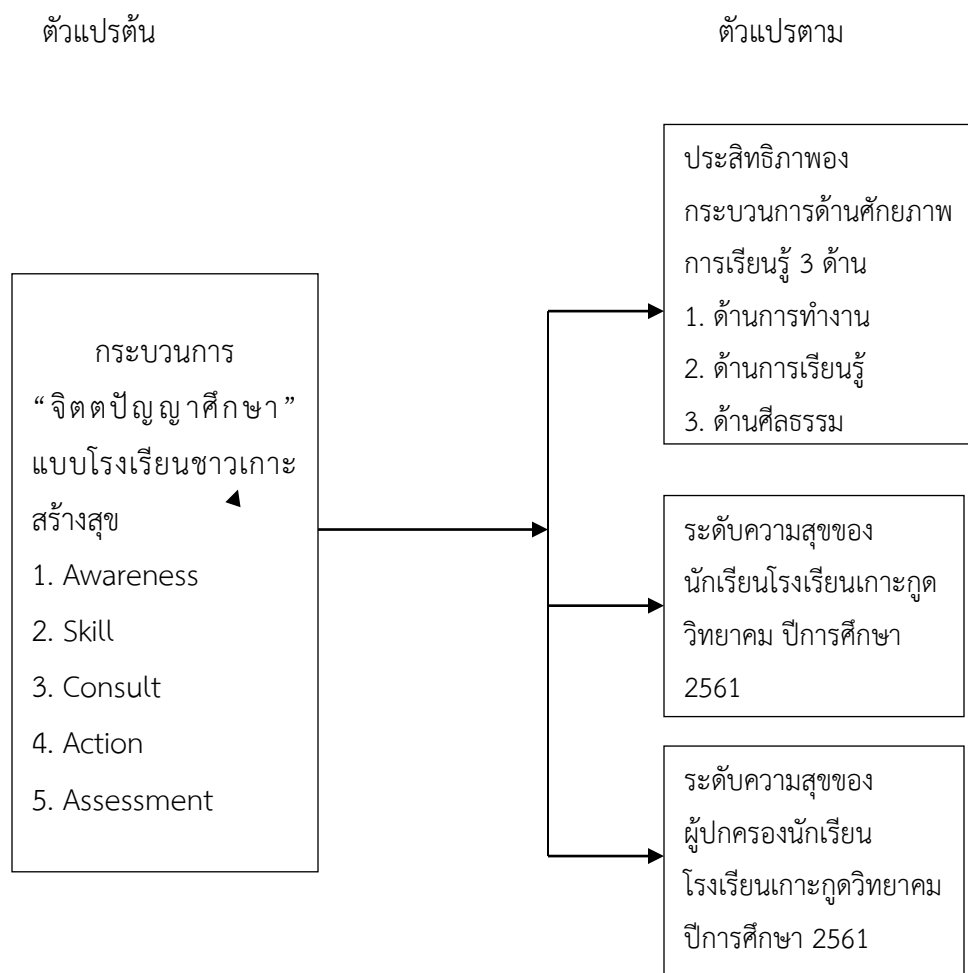 ตัวแปรต้น
ตัวแปรตาม
กระบวนการ
“จิตตปัญญาศึกษา”
แบบโรงเรียนชาวเกาะ
สร้างสุข
1. Awareness
2. Skill
3. Consult
4. Action
5. Assessment
ประสิทธิภาพอง
กระบวนการด้านศักยภาพ
การเรียนรู้ 3 ด้าน
1. ด้านการทำงาน
2. ด้านการเรียนรู้
3. ด้านศีลธรรม
ระดับความสุขของ
นักเรียนโรงเรียนเกาะกูด
วิทยาคม ปีการศึกษา
2561
ระดับความสุขของ
ผู้ปกครองนักเรียน
โรงเรียนเกาะกูดวิทยาคม
ปีการศึกษา 2561